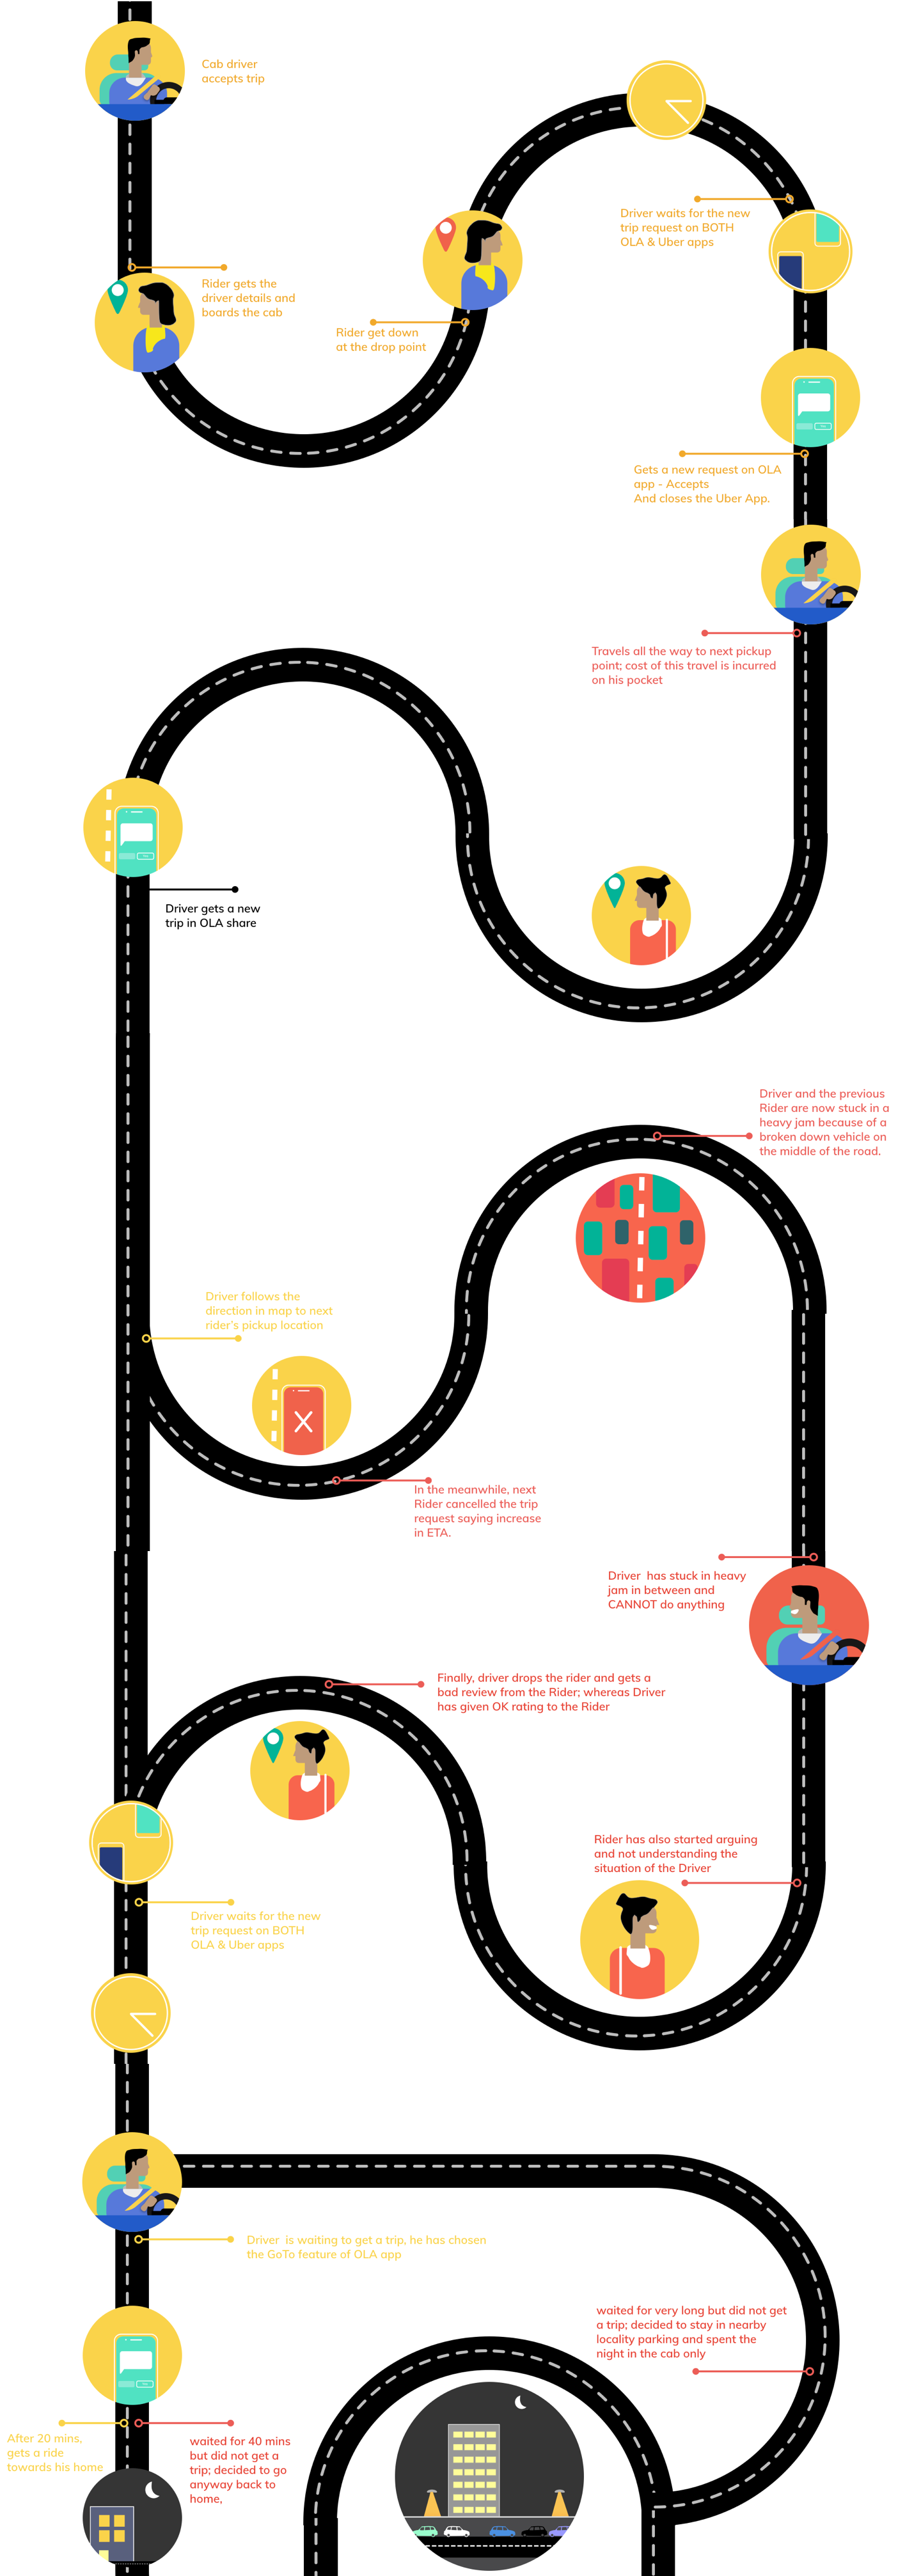 Cab driver
accepts trip
Driver waits for the new
trip request on BOTH
OLA & Uber apps
Rider gets the
driver details and
boards the cab
Rider get down
at the drop point
Gets a new request on OLA
app - Accepts
And closes the Uber App.
Travels all the way to next pickup
point; cost of this travel is incurred
on his pocket
Driver gets a new
trip in OLA share
Driver and the previous
Rider are now stuck in a
heavy jam because of a
broken down vehicle on
the middle of the road.
Driver follows the
direction in map to next
rider's pickup location
In the meanwhile, next
Rider cancelled the trip
request saying increase
in ETA.
Driver has stuck in heavy
jam in between and
CANNOT do anything
Finally, driver drops the rider and gets a
bad review from the Rider; whereas Driver
has given OK rating to the Rider
Rider has also started arguing
and not understanding the
situation of the Driver
Driver waits for the new
trip request on BOTH
OLA & Uber apps
Driver is waiting to get a trip, he has chosen
the GoTo feature of OLA app
waited for very long but did not get
a trip; decided to stay in nearby
locality parking and spent the
night in the cab only
After 20 mins,
gets a ride
towards his home
waited for 40 mins
but did not get a
trip; decided to go
anyway back to
home,